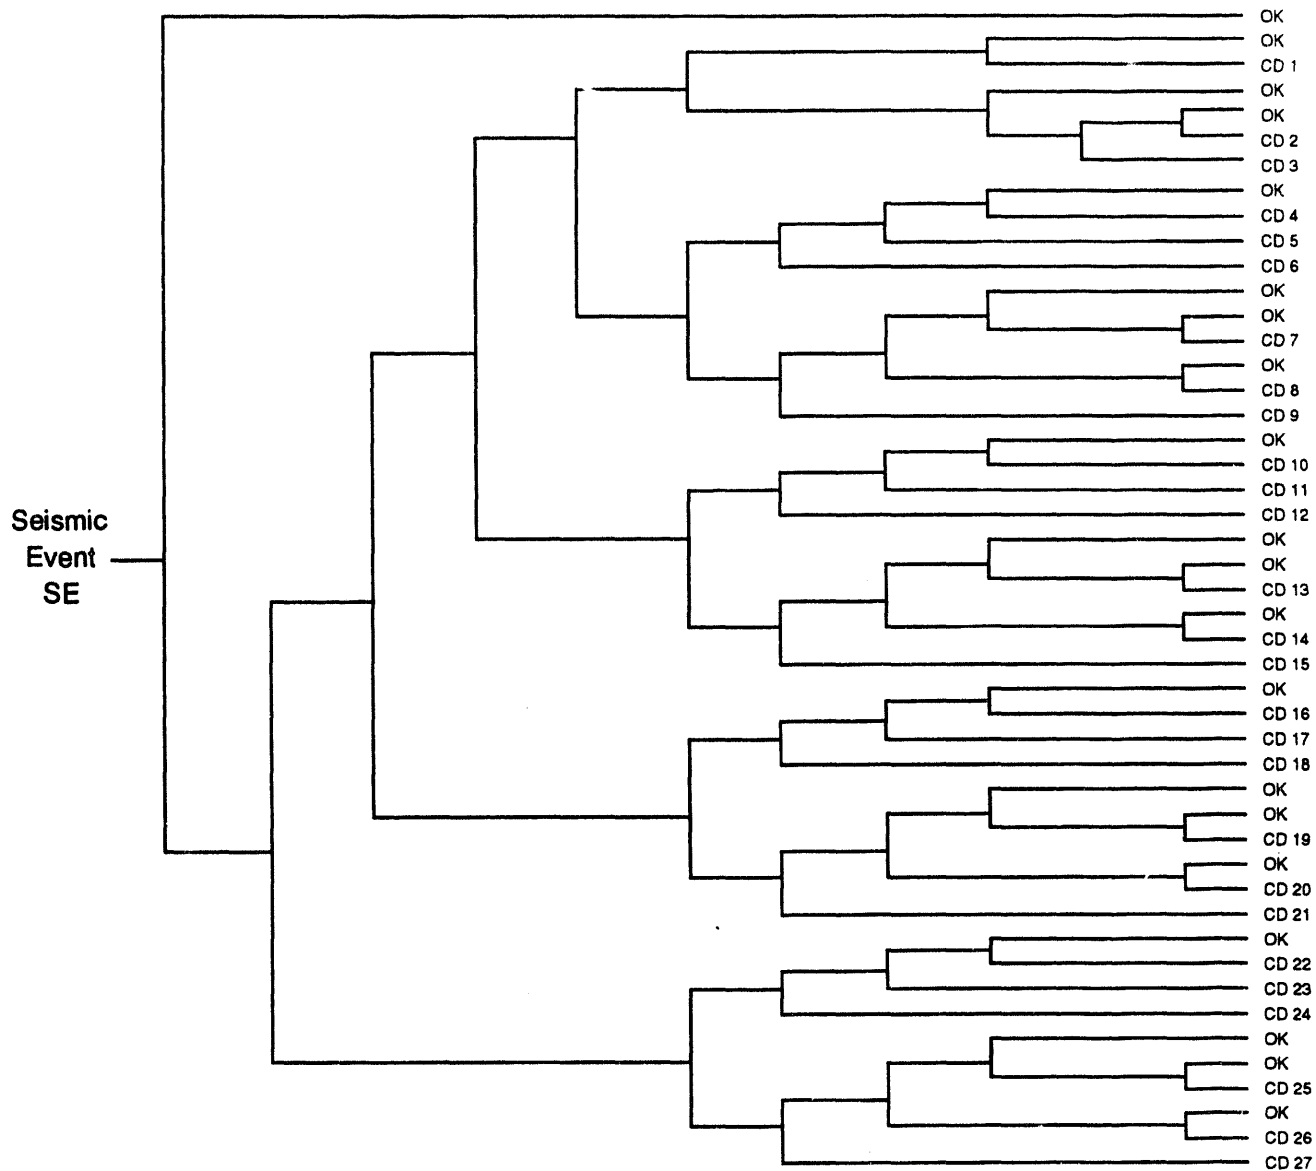 OK
OK
CD 1
OK
OK
CD 2
CD 3
OK
CD 4
CD 5
CD 6
OK
OK
CD 7
OK
CD 8
CD 9
OK
CD 10
CD 11
CD 12
OK
OK
CD 13
OK
CD 14
CD 15
OK
CD 16
CD 17
CD 18
OK
OK
CD 19
OK
CD 20
CD 21
OK
CD 22
CD 23
CD 24
OK
OK
CD 25
OK
CD 26
CD 27
Seismic
Event
SE